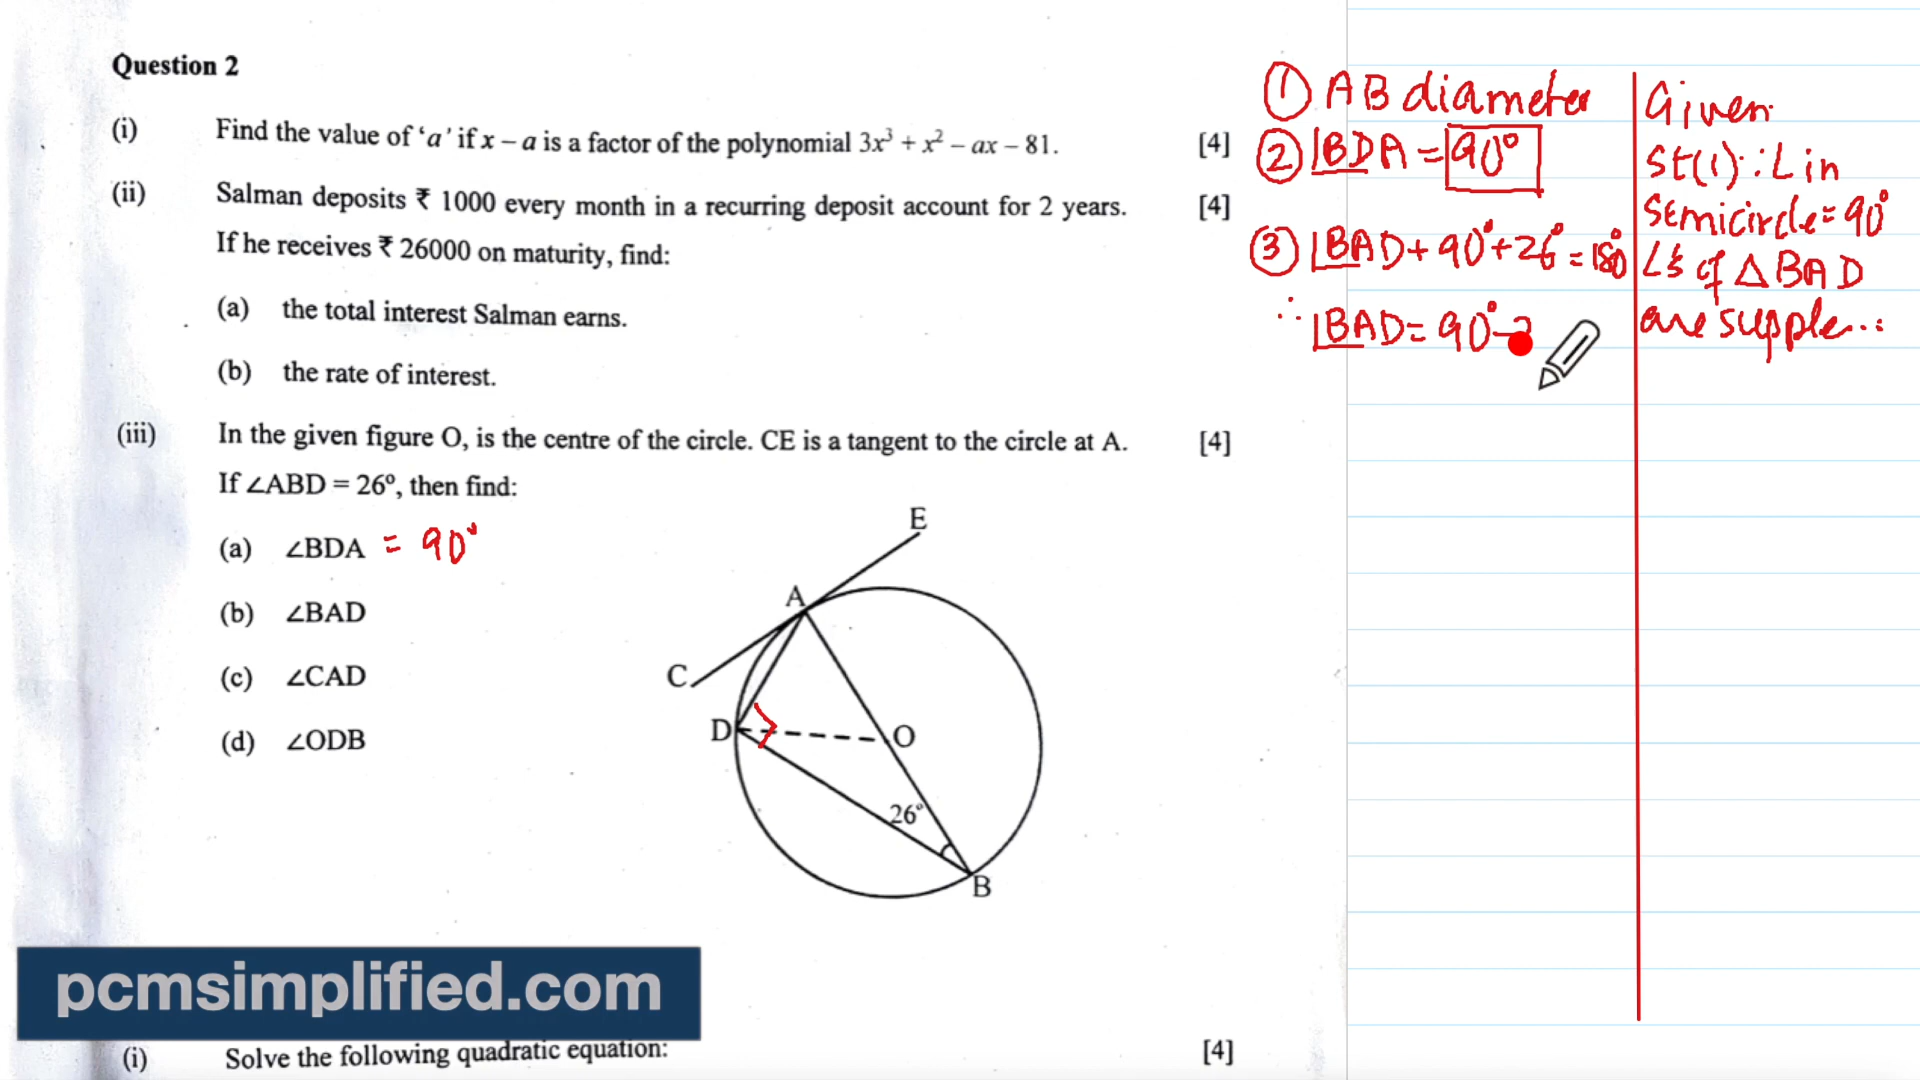 Question 2
(i) Find the value of ‘a’ if x – a is a factor of the polynomial 3x³ + x² – ax – 81. [4]
(ii) Salman deposits ₹ 1000 every month in a recurring deposit account for 2 years. [4]
If he receives ₹ 26000 on maturity, find:
(a) the total interest Salman earns.
(b) the rate of interest.
(iii) In the given figure O, is the centre of the circle. CE is a tangent to the circle at A. [4]
If ∠ABD = 26º, then find:
(a) ∠BDA = 90°
(b) ∠BAD
(c) ∠CAD
(d) ∠ODB
E
A
C
D
O
26°
B
(i) Solve the following quadratic equation: [4]
① AB diameter
Given
② ∠BDA = 90°
St(1) ∵ ∠ in
semicircle = 90°
③ ∠BAD + 90° + 26° = 180°
∠s of △ BAD
are supple...
∴ ∠BAD = 90° –
pcmsimplified.com